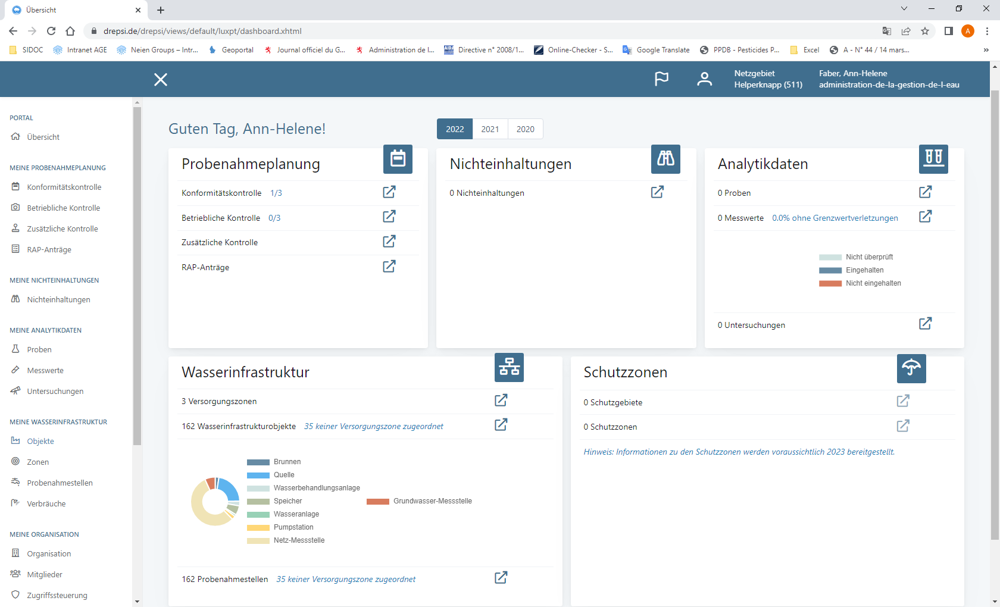 Übersicht
drepsi.de/drepsi/views/default/luxpt/dashboard.xhtml
A
SIDOC
Intranet AGE
Neien Groups – Intr...
Geoportal
Journal officiel du G...
Administration de l...
Directive n° 2008/1...
Online-Checker - S...
Google Translate
PPDB - Pesticides P...
Excel
A - N° 44 / 14 mars...
»
Netzgebiet
Helperknapp (511)
Faber, Ann-Helene
administration-de-la-gestion-de-l-eau
PORTAL
Übersicht
MEINE PROBENAHMEPLANUNG
Konformitätskontrolle
Betriebliche Kontrolle
Zusätzliche Kontrolle
RAP-Anträge
MEINE NICHTEINHALTUNGEN
Nichteinhaltungen
MEINE ANALYTIKDATEN
Proben
Messwerte
Untersuchungen
MEINE WASSERINFRASTRUKTUR
Objekte
Zonen
Probenahmestellen
Verbräuche
MEINE ORGANISATION
Organisation
Mitglieder
Zugriffssteuerung
Guten Tag, Ann-Helene!
2022 2021 2020
Probenahmeplanung
Konformitätskontrolle 1/3
Betriebliche Kontrolle 0/3
Zusätzliche Kontrolle
RAP-Anträge
Nichteinhaltungen
0 Nichteinhaltungen
Analytikdaten
0 Proben
0 Messwerte 0.0% ohne Grenzwertverletzungen
Nicht überprüft
Eingehalten
Nicht eingehalten
0 Untersuchungen
Wasserinfrastruktur
3 Versorgungszonen
162 Wasserinfrastrukturobjekte 35 keiner Versorgungszone zugeordnet
Brunnen
Quelle
Wasserbehandlungsanlage
Speicher
Wasseranlage
Pumpstation
Netz-Messstelle
Grundwasser-Messstelle
162 Probenahmestellen 35 keiner Versorgungszone zugeordnet
Schutzzonen
0 Schutzgebiete
0 Schutzzonen
Hinweis: Informationen zu den Schutzzonen werden voraussichtlich 2023 bereitgestellt.